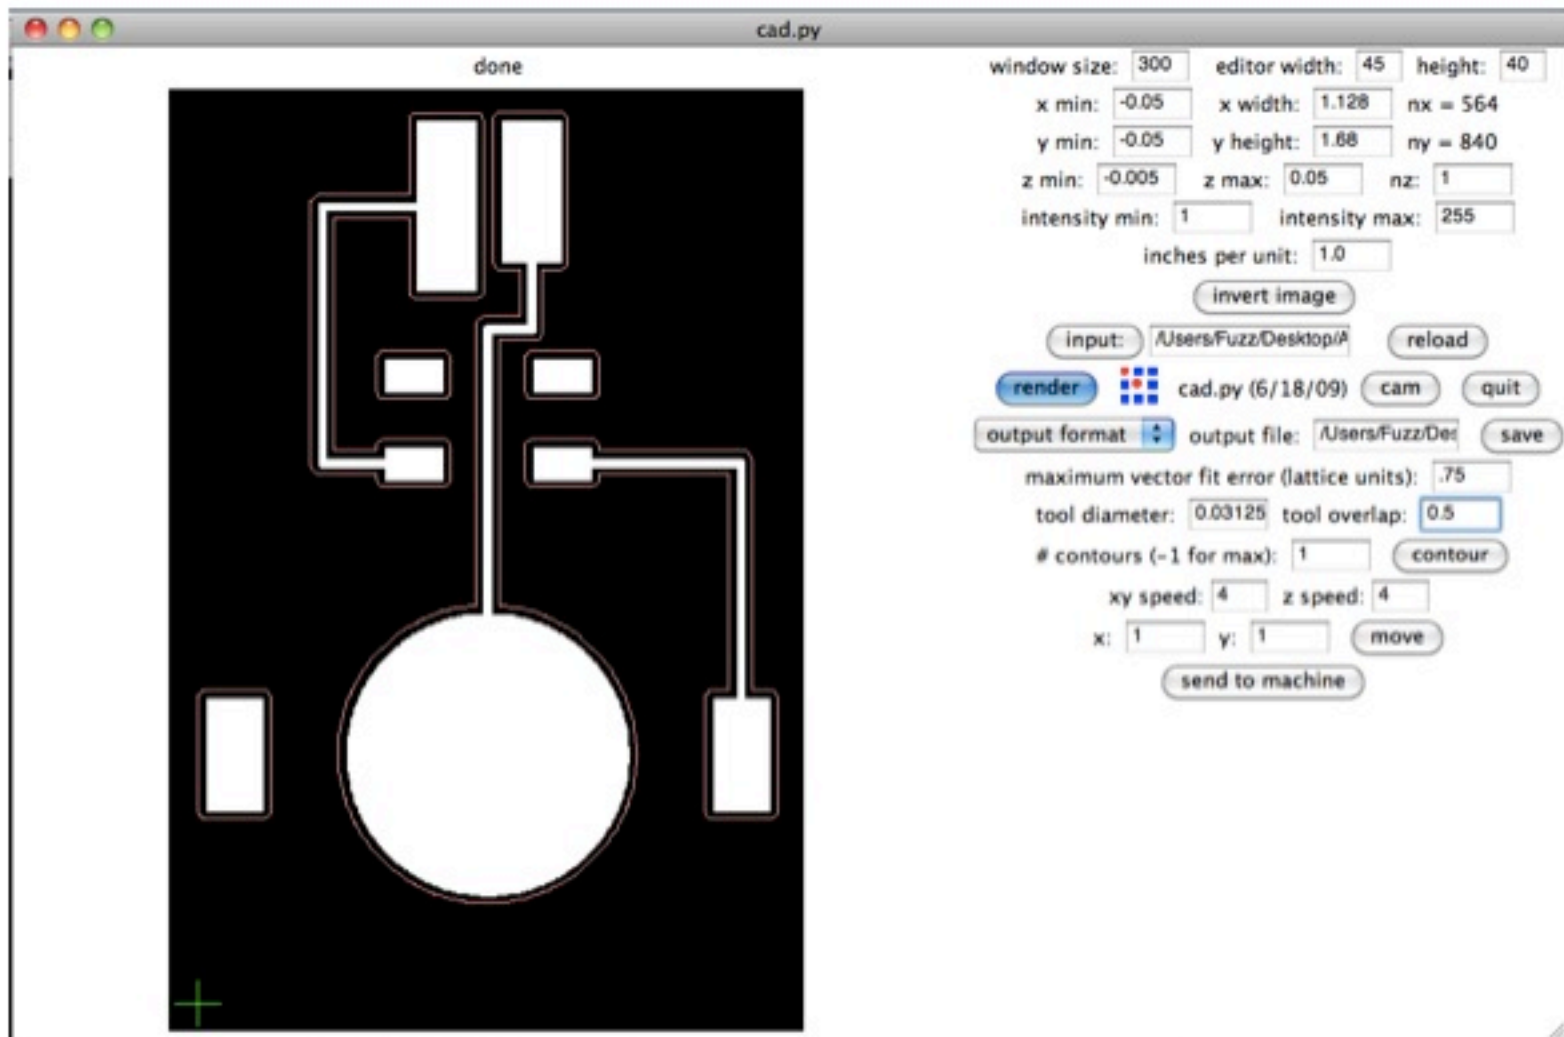 cad.py
done
window size: 300 editor width: 45 height: 40
x min: -0.05 x width: 1.128 nx = 564
y min: -0.05 y height: 1.68 ny = 840
z min: -0.005 z max: 0.05 nz: 1
intensity min: 1 intensity max: 255
inches per unit: 1.0
invert image
input: /Users/Fuzz/Desktop/A reload
render cad.py (6/18/09) cam quit
output format output file: /Users/Fuzz/Des save
maximum vector fit error (lattice units): .75
tool diameter: 0.03125 tool overlap: 0.5
# contours (-1 for max): 1 contour
xy speed: 4 z speed: 4
x: 1 y: 1 move
send to machine